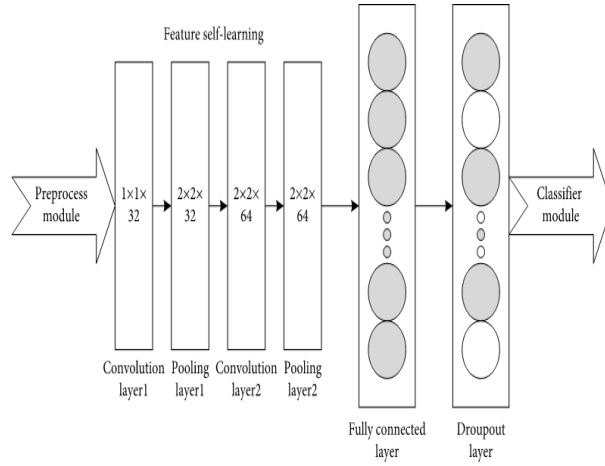 Feature self-learning
Preprocess
module
1×1×
32
2×2×
32
2×2×
64
2×2×
64
Classifier
module
Convolution
layer1
Pooling
layer1
Convolution
layer2
Pooling
layer2
Fully connected
layer
Droupout
layer